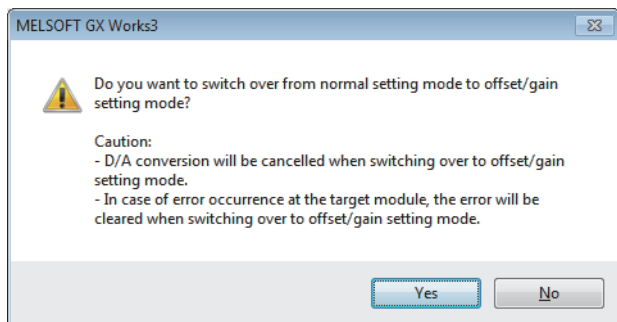 MELSOFT GX Works3
Do you want to switch over from normal setting mode to offset/gain
setting mode?
Caution:
- D/A conversion will be cancelled when switching over to offset/gain
setting mode.
- In case of error occurrence at the target module, the error will be
cleared when switching over to offset/gain setting mode.
Yes
No